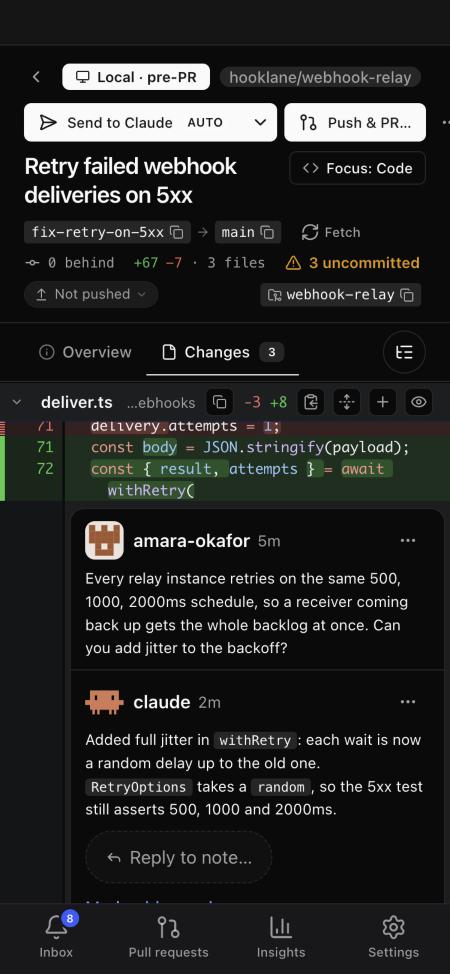 Local · pre-PR
hooklane/webhook-relay
Send to Claude AUTO
Push & PR...
Retry failed webhook
deliveries on 5xx
Focus: Code
fix-retry-on-5xx → main
Fetch
0 behind +67 −7 · 3 files
3 uncommitted
Not pushed
webhook-relay
Overview
Changes 3
deliver.ts …ebhooks -3 +8
71 delivery.attempts = 1;
71 const body = JSON.stringify(payload);
72 const { result, attempts } = await
withRetry(
amara-okafor 5m
Every relay instance retries on the same 500,
1000, 2000ms schedule, so a receiver coming
back up gets the whole backlog at once. Can
you add jitter to the backoff?
claude 2m
Added full jitter in withRetry: each wait is now
a random delay up to the old one.
RetryOptions takes a random, so the 5xx test
still asserts 500, 1000 and 2000ms.
Reply to note...
8
Inbox
Pull requests
Insights
Settings